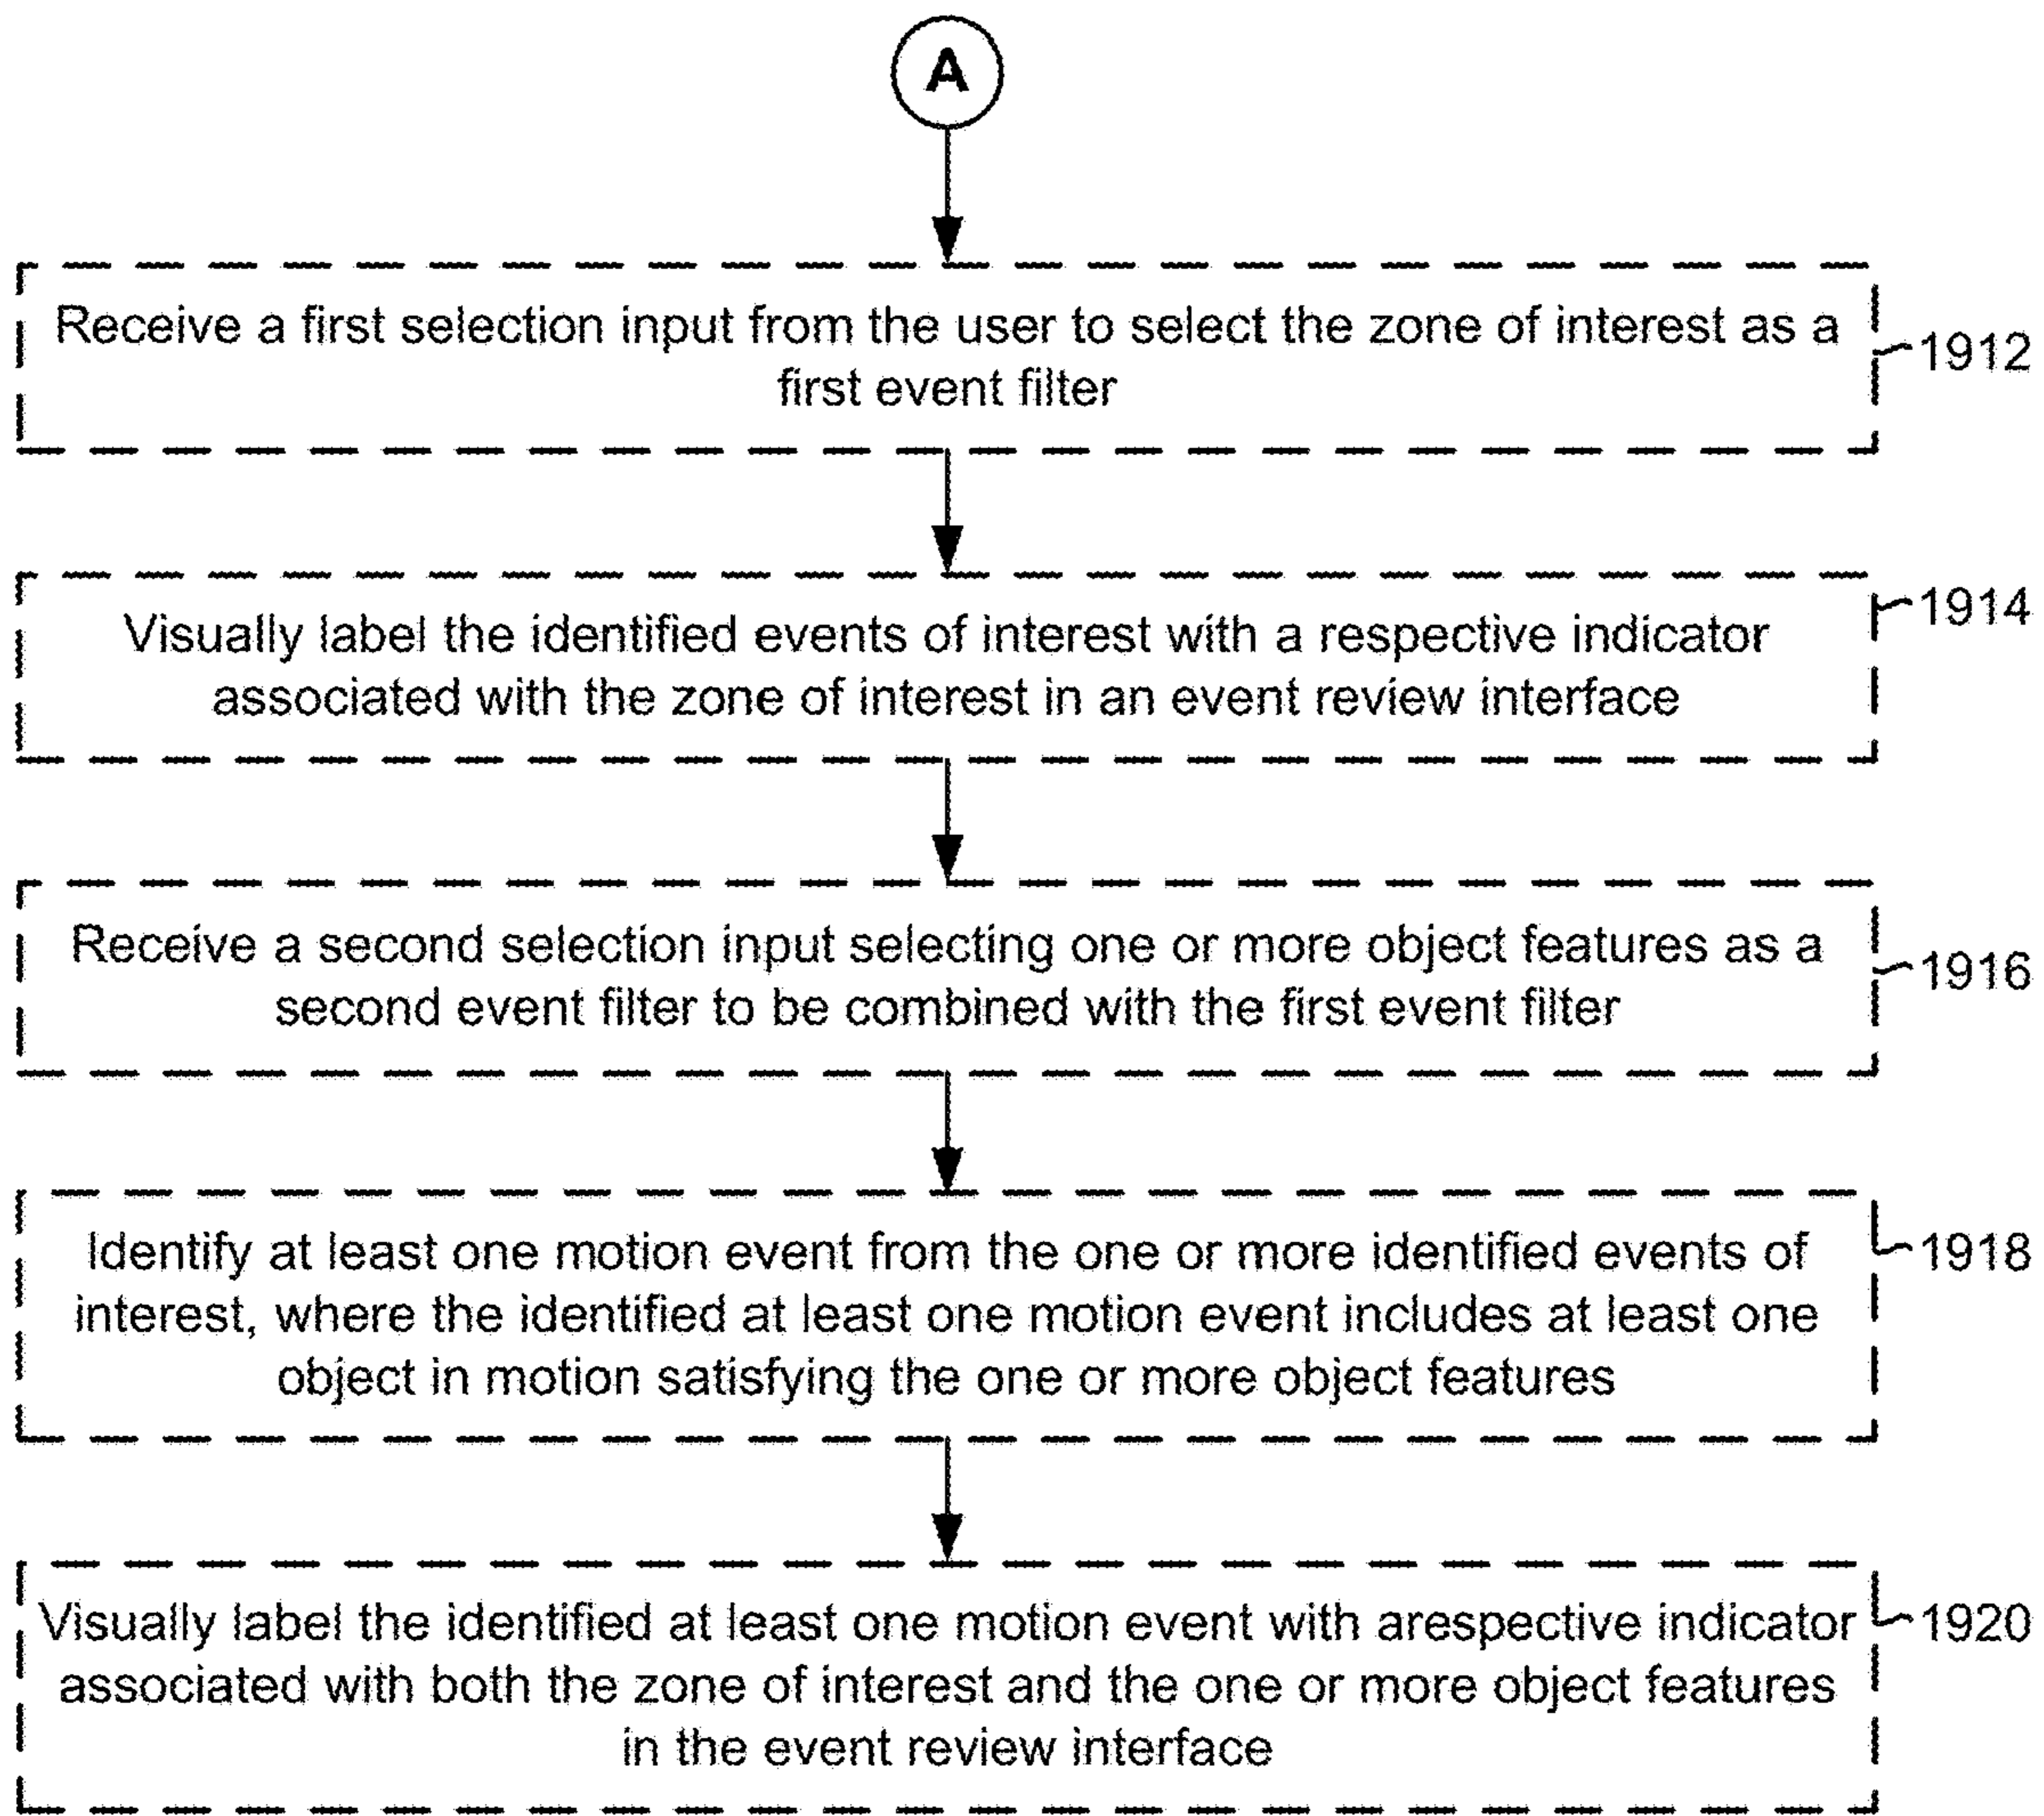 A
Receive a first selection input from the user to select the zone of interest as a
first event filter
1912
Visually label the identified events of interest with a respective indicator
associated with the zone of interest in an event review interface
1914
Receive a second selection input selecting one or more object features as a
second event filter to be combined with the first event filter
1916
Identify at least one motion event from the one or more identified events of
interest, where the identified at least one motion event includes at least one
object in motion satisfying the one or more object features
1918
Visually label the identified at least one motion event with arespective indicator
associated with both the zone of interest and the one or more object features
in the event review interface
1920